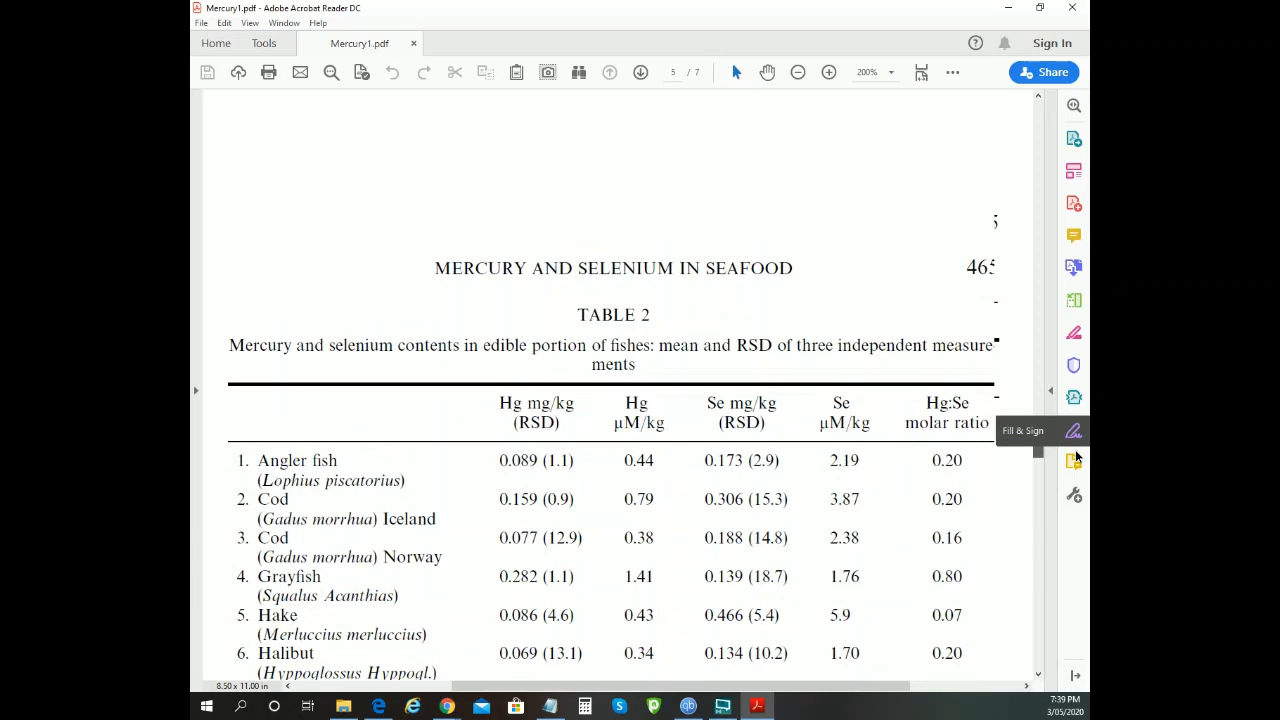 Mercury1.pdf - Adobe Acrobat Reader DC
File Edit View Window Help
Home Tools Mercury1.pdf × Sign In
5 / 7 200% Share
5
MERCURY AND SELENIUM IN SEAFOOD 465
TABLE 2
Mercury and selenium contents in edible portion of fishes: mean and RSD of three independent measure
ments
Hg mg/kg Hg Se mg/kg Se Hg:Se
(RSD) µM/kg (RSD) µM/kg molar ratio
Fill & Sign
1. Angler fish 0.089 (1.1) 0.44 0.173 (2.9) 2.19 0.20
(Lophius piscatorius)
2. Cod 0.159 (0.9) 0.79 0.306 (15.3) 3.87 0.20
(Gadus morrhua) Iceland
3. Cod 0.077 (12.9) 0.38 0.188 (14.8) 2.38 0.16
(Gadus morrhua) Norway
4. Grayfish 0.282 (1.1) 1.41 0.139 (18.7) 1.76 0.80
(Squalus Acanthias)
5. Hake 0.086 (4.6) 0.43 0.466 (5.4) 5.9 0.07
(Merluccius merluccius)
6. Halibut 0.069 (13.1) 0.34 0.134 (10.2) 1.70 0.20
(Hyppoglossus Hyppogl.)
8.50 x 11.00 in
7:39 PM
3/05/2020